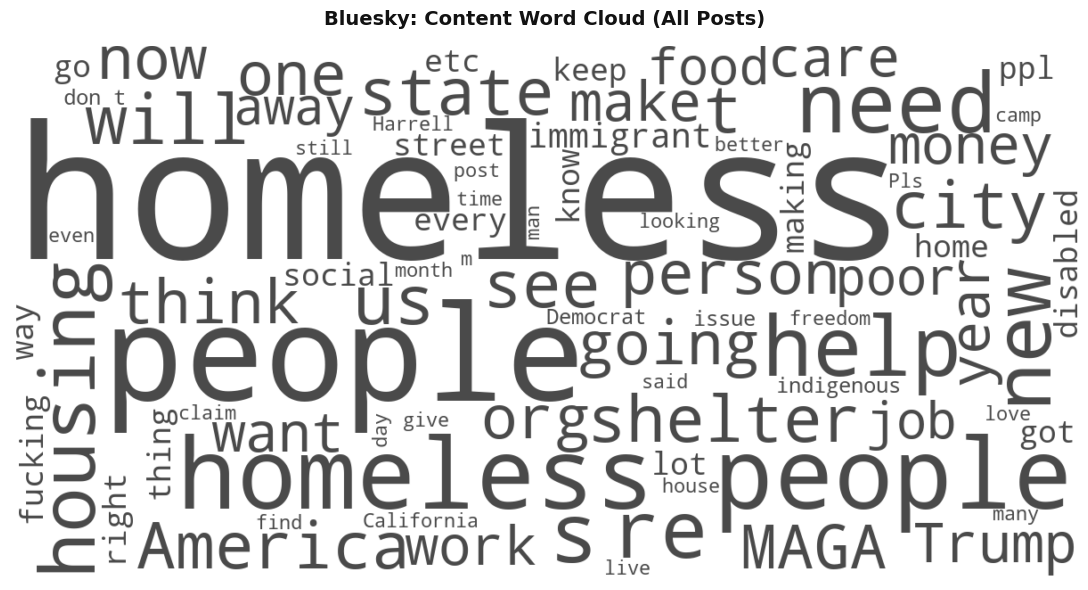 Bluesky: Content Word Cloud (All Posts)
go now one etc state keep food care ppl
don t will away Harrell make t need camp
still street immigrant better money
homeless
post time every man know looking making Pls city
even home disabled
social month m person poor
housing think us see year new
way people Democrat issue freedom
going help
said indigenous
fucking claim want day give org shelter job love got
thing homeless lot house people
right find California s re many
America work live MAGA Trump